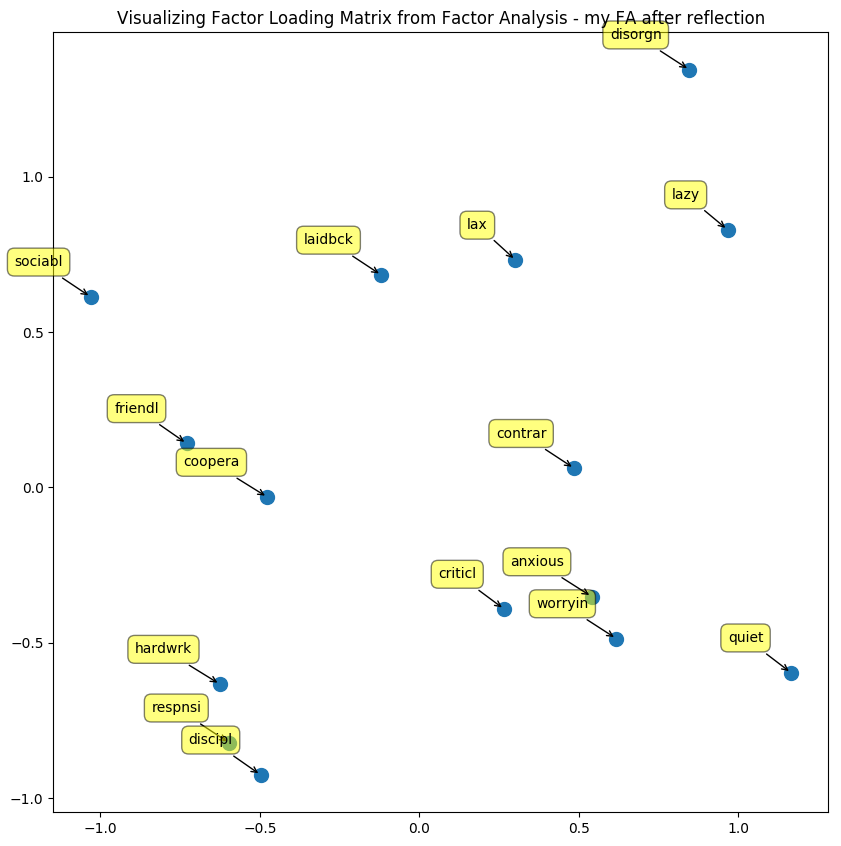 Visualizing Factor Loading Matrix from Factor Analysis - my FA after reflection
disorgn
1.0
lazy
lax
laidbck
sociabl
0.5
friendl
contrar
coopera
0.0
anxious
criticl
worryin
−0.5
quiet
hardwrk
respnsi
discipl
−1.0
−1.0 −0.5 0.0 0.5 1.0